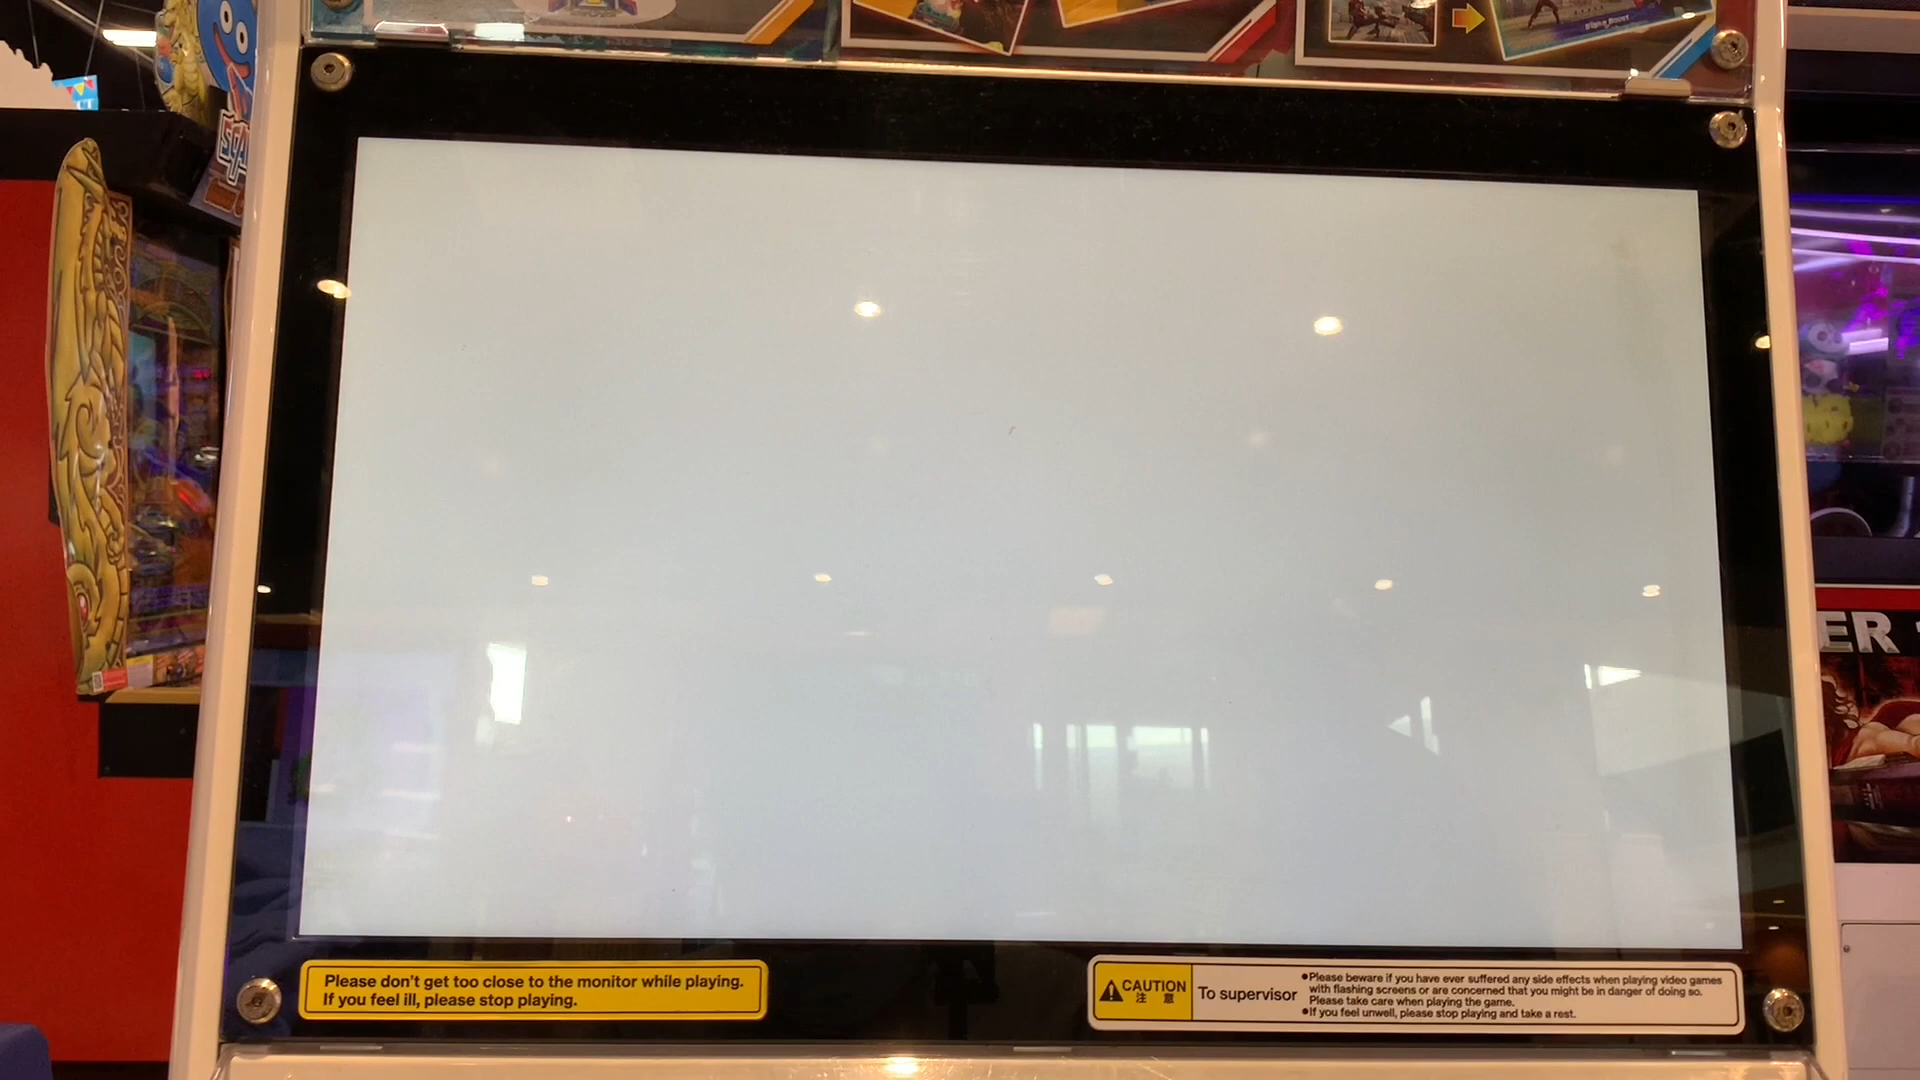 Please don't get too close to the monitor while playing.
If you feel ill, please stop playing.
CAUTION
注 意
To supervisor
•Please beware if you have ever suffered any side effects when playing video games
with flashing screens or are concerned that you might be in danger of doing so.
Please take care when playing the game.
•If you feel unwell, please stop playing and take a rest.
ER